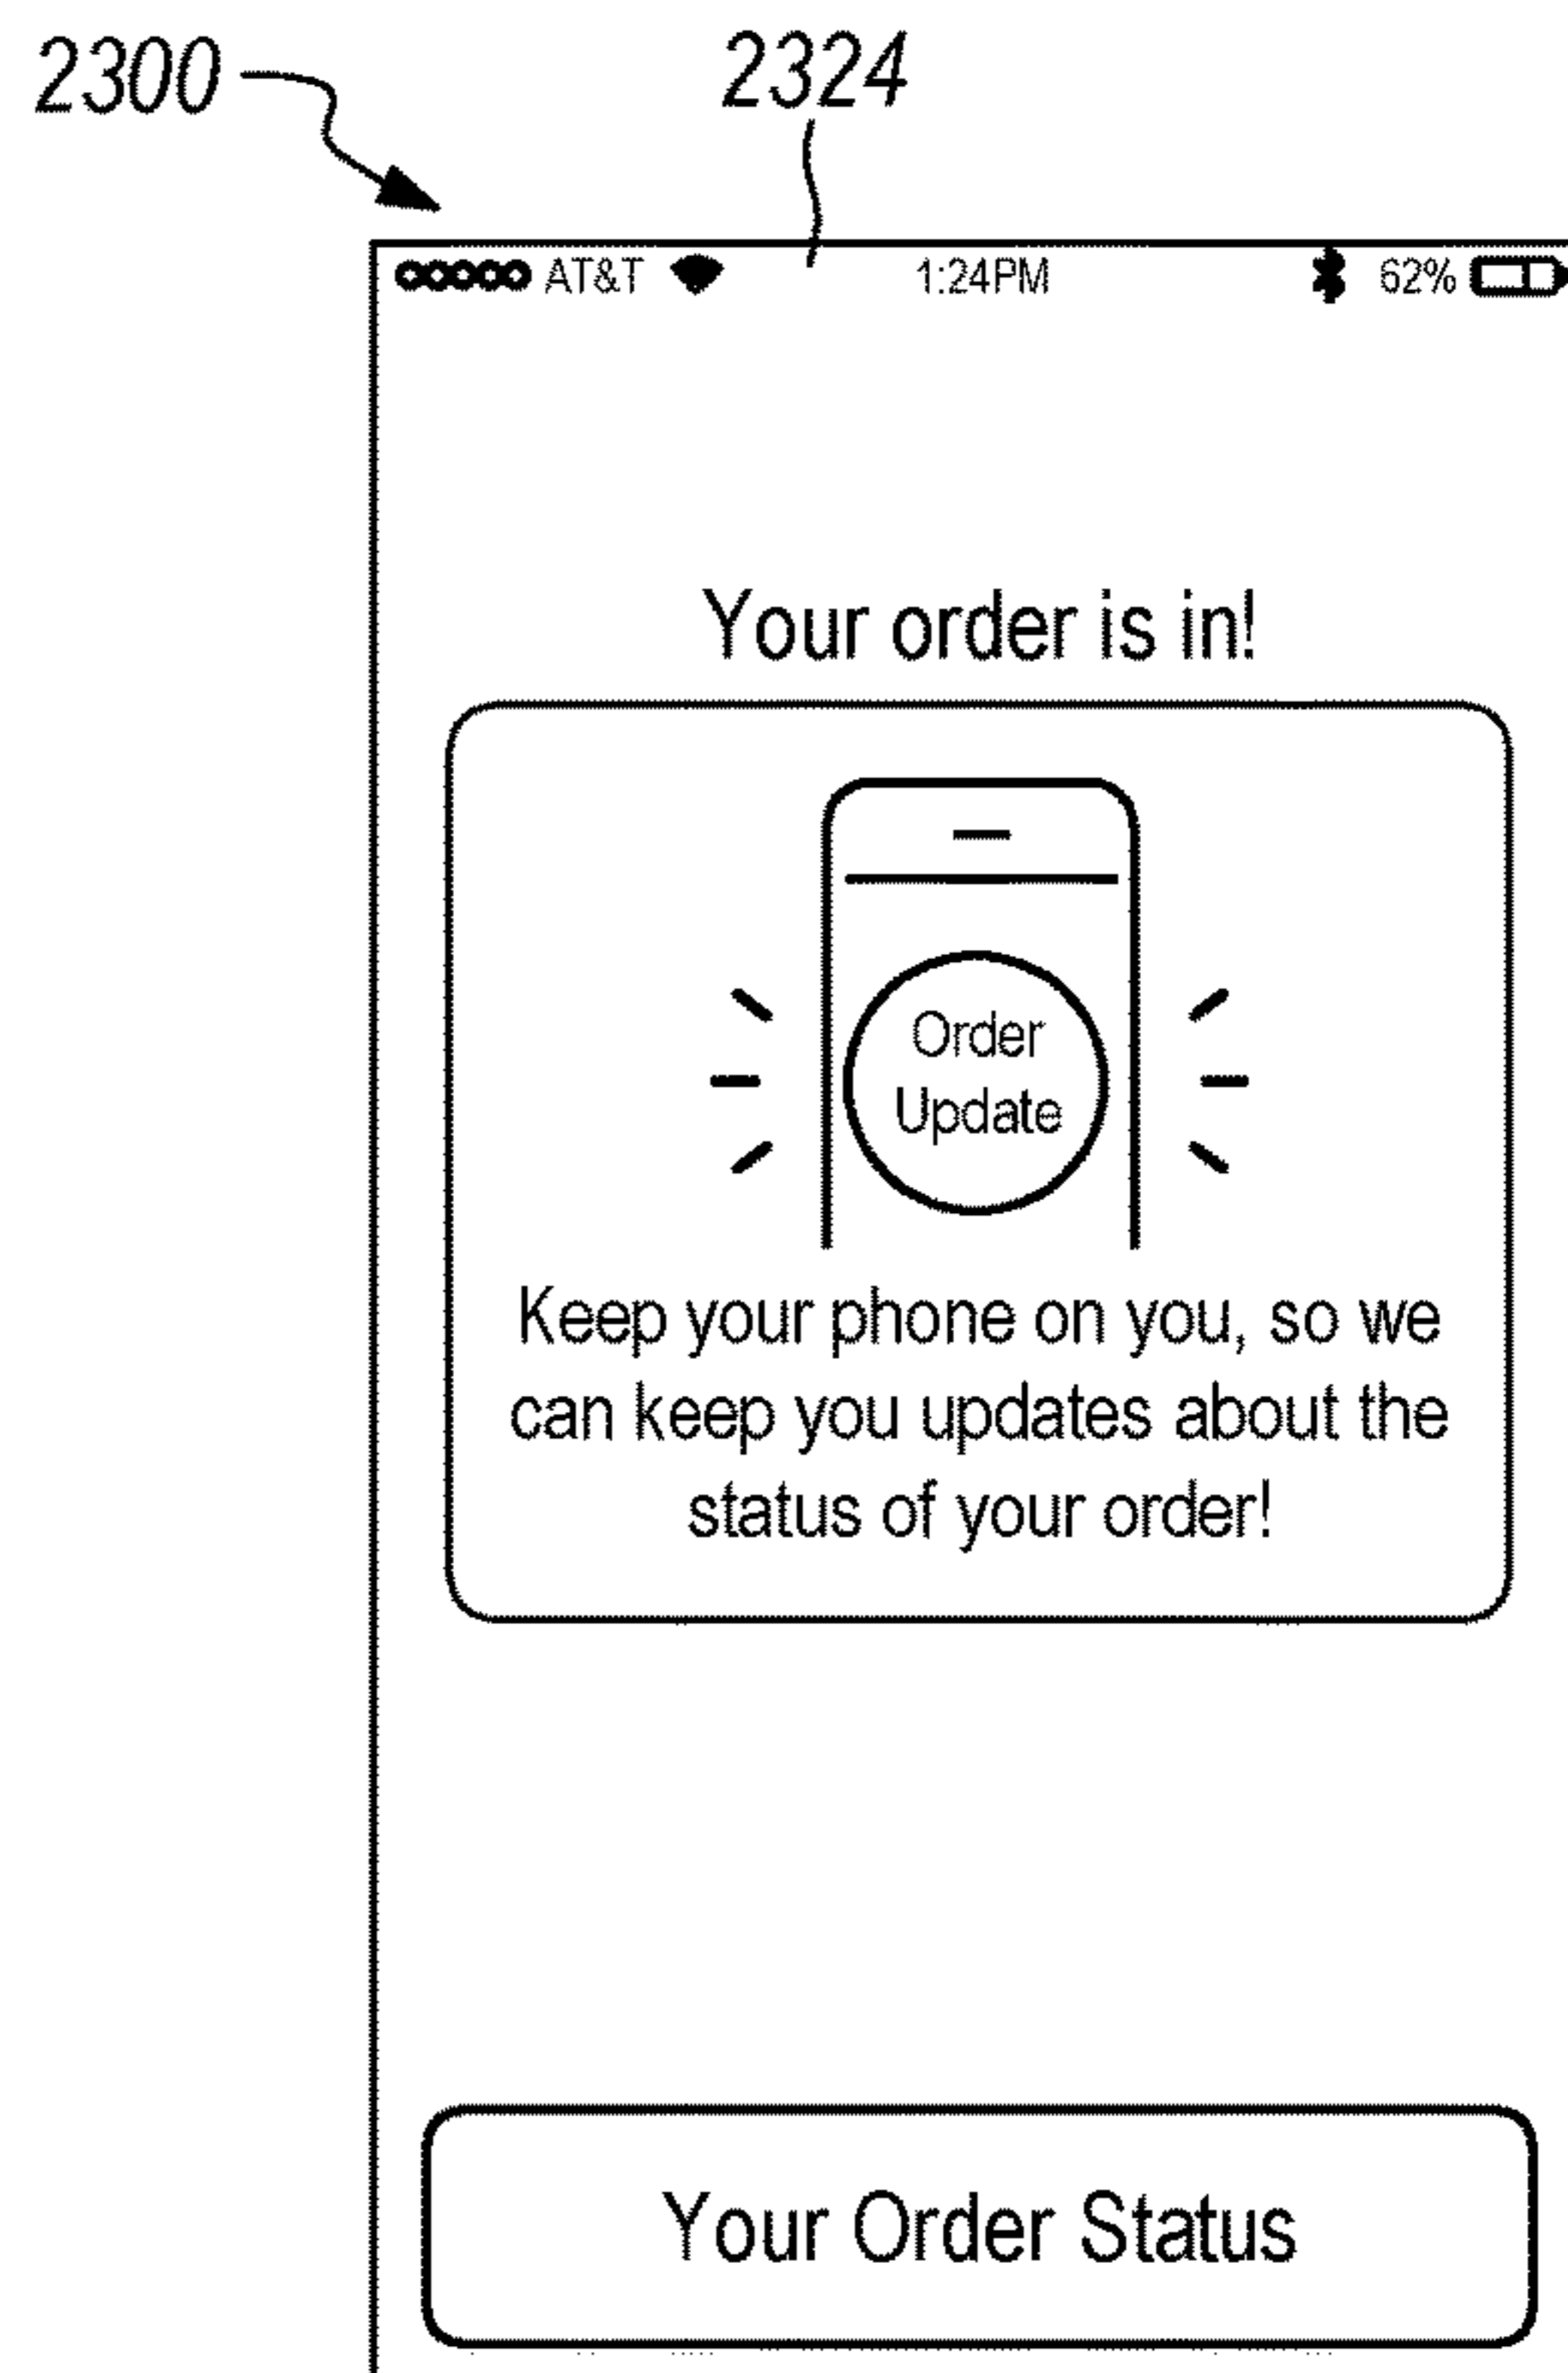 2300 2324
AT&T 1:24PM 62%
Your order is in!
Order
Update
Keep your phone on you, so we
can keep you updates about the
status of your order!
Your Order Status